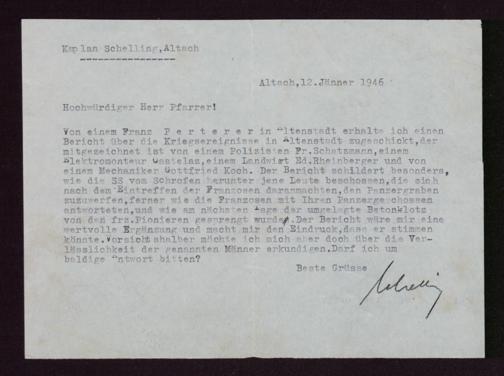 Kaplan Schelling,Altach
Altach,12.Jänner 1946
Hochwürdiger Herr Pfarrer!
Von einem Franz P e r t e r e r in Altenstadt erhalte ich einen
Bericht über die Kriegsereignisse in Altenstadt zugeschickt,der
mitgezeichnet ist von einem Polizisten Fr.Schatzmann,einem
Elektromonteur Gastelanz,einem Landwirt Ed.Rheinberger und von
einem Mechaniker Gottfried Koch. Der Bericht schildert besonders,
wie die SS vom Schrofen herunter jene Leute beschossen,die sich
nach dem Eintreffen der Franzosen daranmachten,den Panzergraben
zuzuwerfen,ferner wie die Franzosen mit Ihren Panzergeschossen
antworteten,und wie am nächsten Tage der umgelegte Betonklotz
von den frz.Pionieren gesprengt wurde.Der Bericht wäre mir eine
wertvolle Ergänzung und macht mir den Eindruck,dass er stimmen
könnte.Vorsichtshalber möchte ich mich aber doch über die Ver-
lässlichkeit der genannten Männer erkundigen.Darf ich um
baldige Antwort bitten?
Beste Grüsse
Schelling